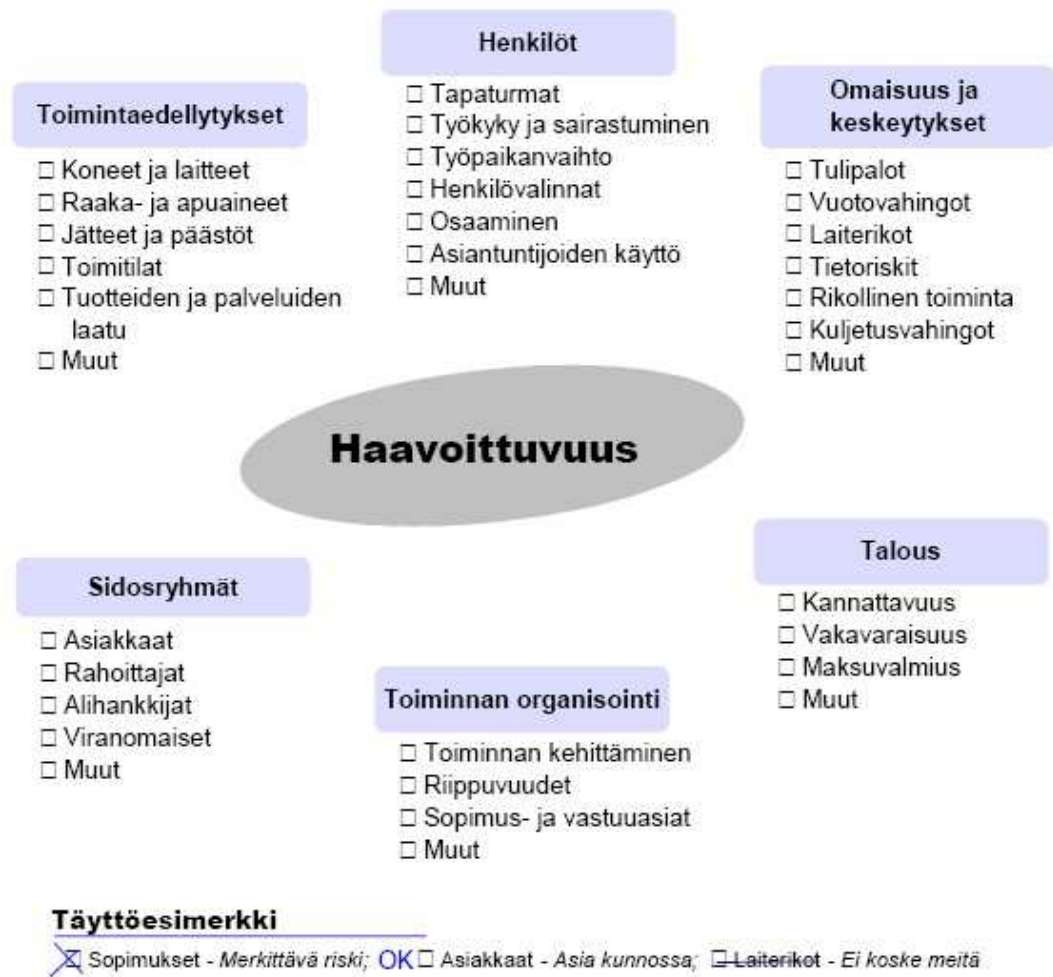 Henkilöt
☐ Tapaturmat
☐ Työkyky ja sairastuminen
☐ Työpaikanvaihto
☐ Henkilövalinnat
☐ Osaaminen
☐ Asiantuntijoiden käyttö
☐ Muut
Toimintaedellytykset
☐ Koneet ja laitteet
☐ Raaka- ja apuaineet
☐ Jätteet ja päästöt
☐ Toimitilat
☐ Tuotteiden ja palveluiden
laatu
☐ Muut
Omaisuus ja
keskeytykset
☐ Tulipalot
☐ Vuotovahingot
☐ Laiterikot
☐ Tietoriskit
☐ Rikollinen toiminta
☐ Kuljetusvahingot
☐ Muut
Haavoittuvuus
Sidosryhmät
☐ Asiakkaat
☐ Rahoittajat
☐ Alihankkijat
☐ Viranomaiset
☐ Muut
Toiminnan organisointi
☐ Toiminnan kehittäminen
☐ Riippuvuudet
☐ Sopimus- ja vastuuasiat
☐ Muut
Talous
☐ Kannattavuus
☐ Vakavaraisuus
☐ Maksuvalmius
☐ Muut
Täyttöesimerkki
☒ Sopimukset - Merkittävä riski; OK ☐ Asiakkaat - Asia kunnossa; ☐ Laiterikot - Ei koske meitä